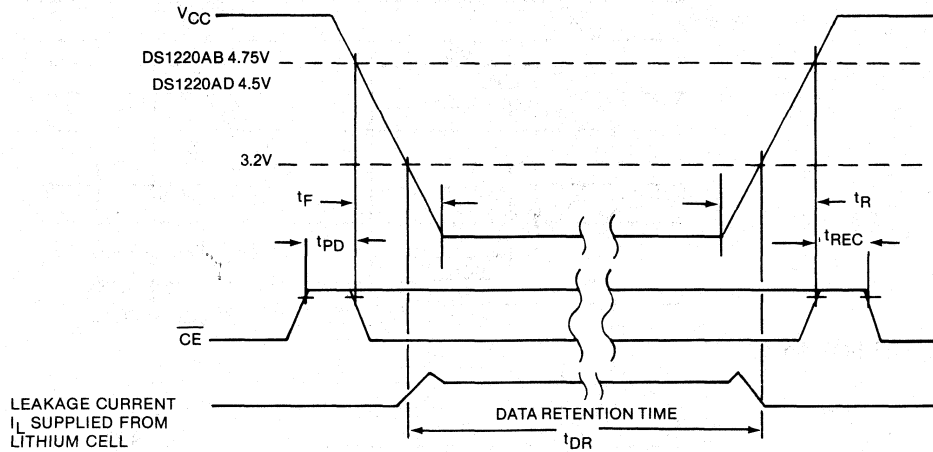 VCC
DS1220AB 4.75V
DS1220AD 4.5V
3.2V
tF
tR
tPD
tREC
CE
LEAKAGE CURRENT
IL SUPPLIED FROM
LITHIUM CELL
DATA RETENTION TIME
tDR